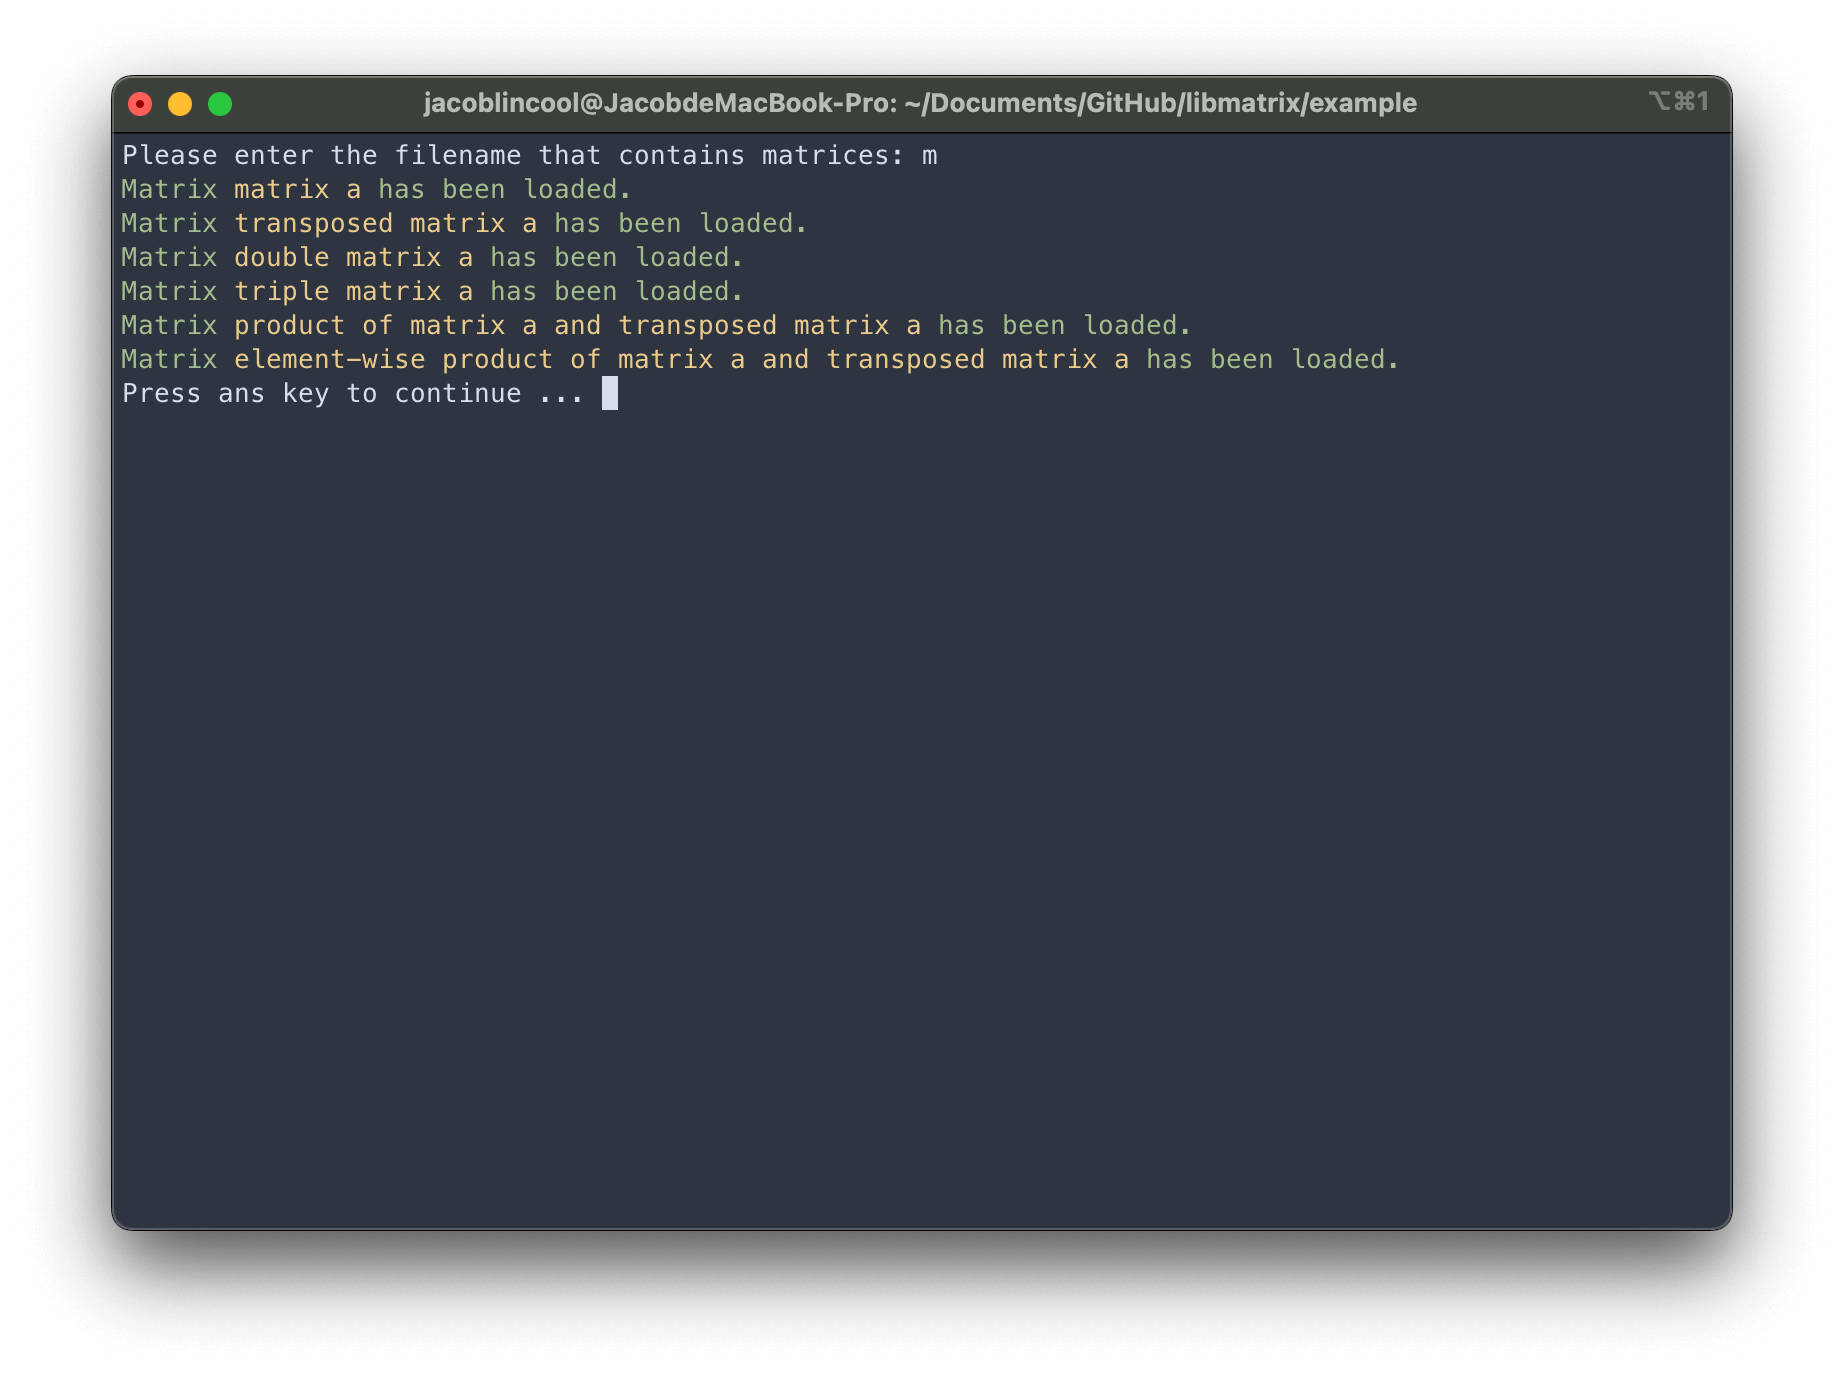 jacoblincool@JacobdeMacBook-Pro: ~/Documents/GitHub/libmatrix/example ⌥⌘1
Please enter the filename that contains matrices: m
Matrix matrix a has been loaded.
Matrix transposed matrix a has been loaded.
Matrix double matrix a has been loaded.
Matrix triple matrix a has been loaded.
Matrix product of matrix a and transposed matrix a has been loaded.
Matrix element-wise product of matrix a and transposed matrix a has been loaded.
Press ans key to continue ...